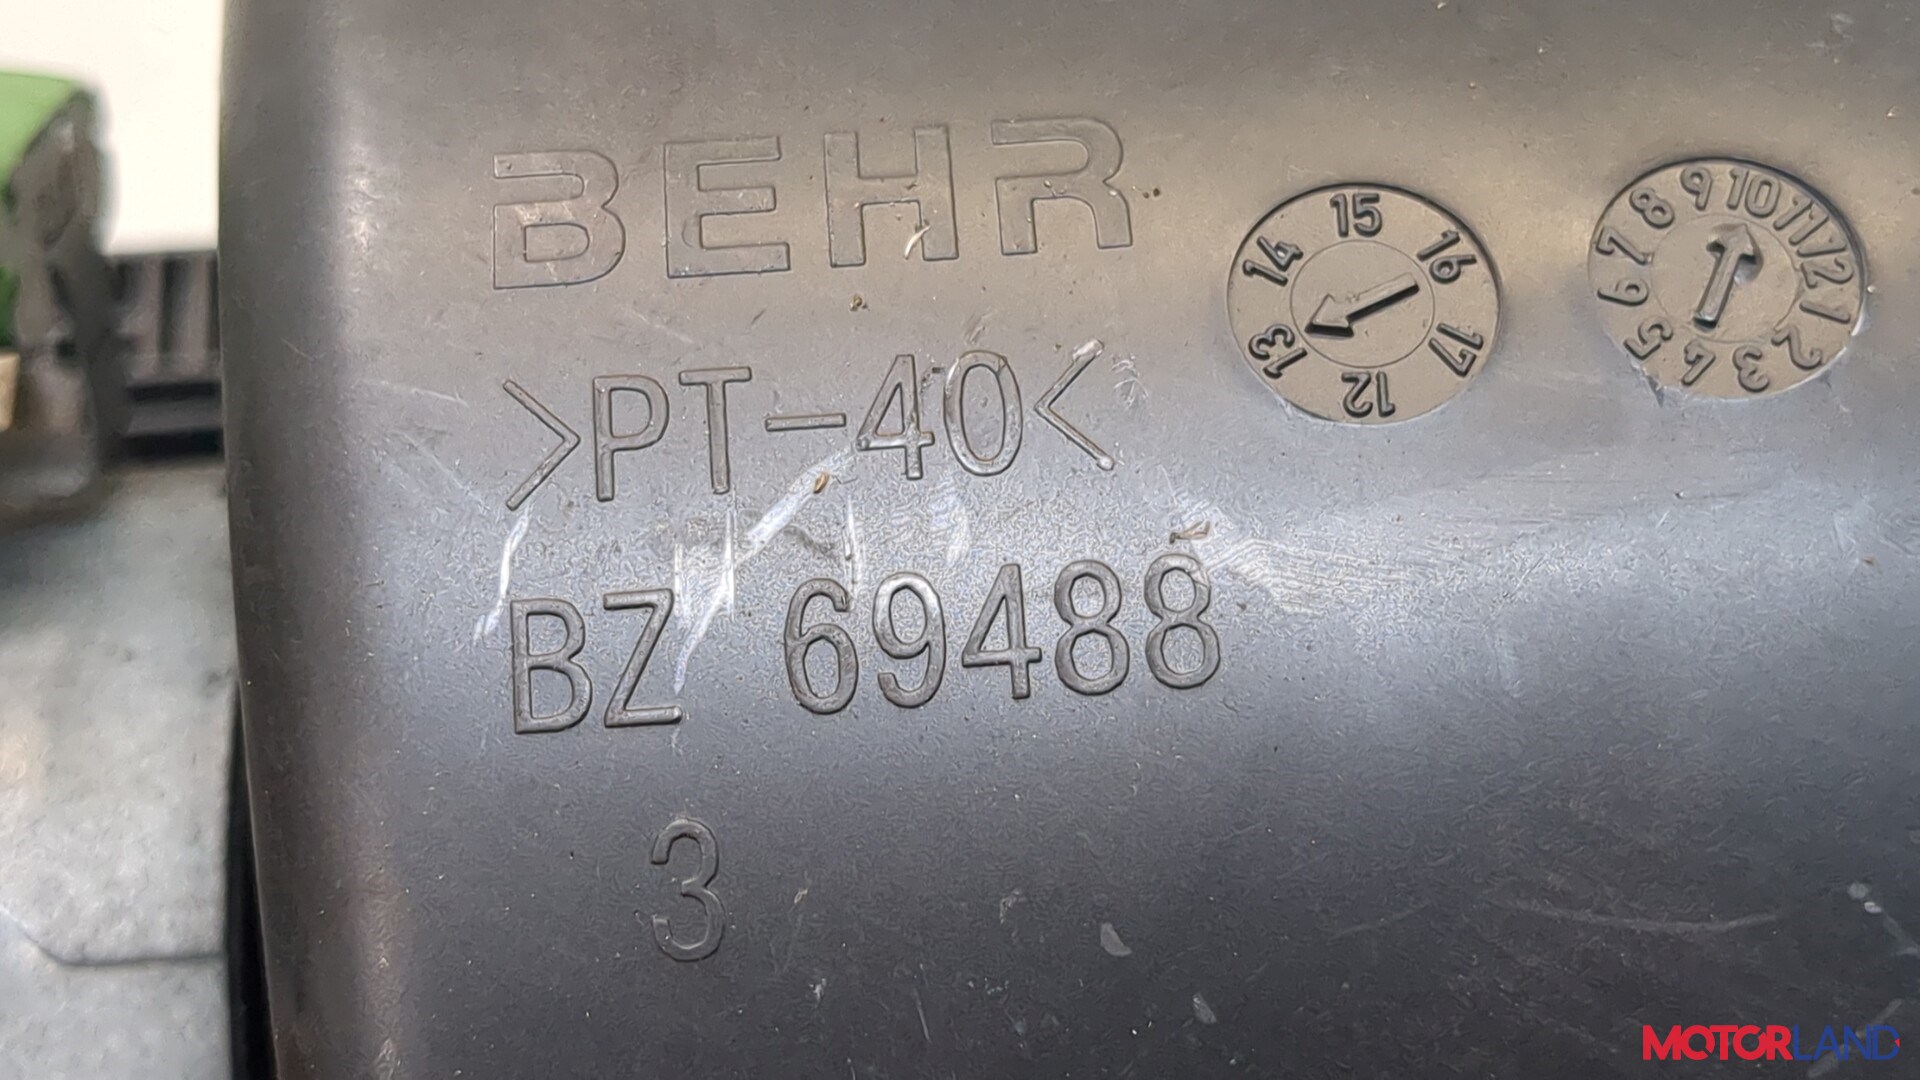 BEHR
>PT-40<
BZ 69488
3
12 13 14 15 16 17
1 2 3 4 5 6 7 8 9 10 11 12
MOTORLAND